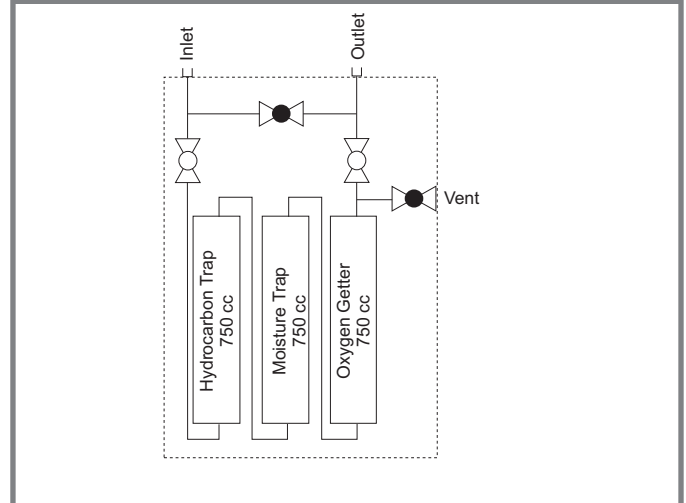 Inlet
Outlet
Vent
Hydrocarbon Trap
750 cc
Moisture Trap
750 cc
Oxygen Getter
750 cc